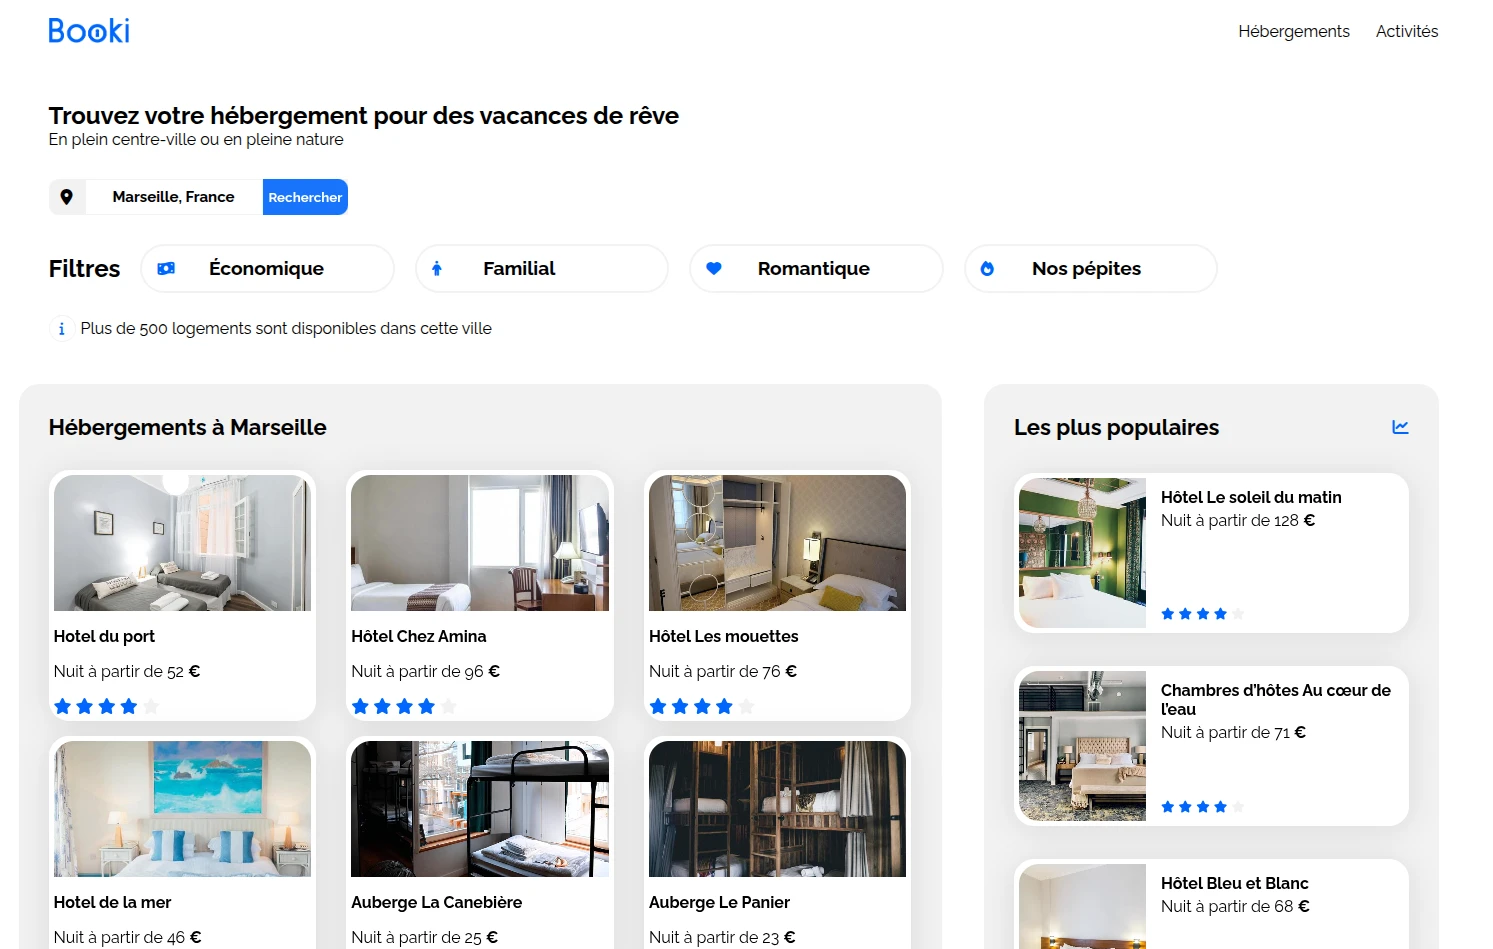 Booki
Hébergements
Activités
Trouvez votre hébergement pour des vacances de rêve
En plein centre-ville ou en pleine nature
Marseille, France
Rechercher
Filtres
Économique
Familial
Romantique
Nos pépites
Plus de 500 logements sont disponibles dans cette ville
Hébergements à Marseille
Hotel du port
Nuit à partir de 52 €
Hôtel Chez Amina
Nuit à partir de 96 €
Hôtel Les mouettes
Nuit à partir de 76 €
Hotel de la mer
Nuit à partir de 46 €
Auberge La Canebière
Nuit à partir de 25 €
Auberge Le Panier
Nuit à partir de 23 €
Les plus populaires
Hôtel Le soleil du matin
Nuit à partir de 128 €
Chambres d’hôtes Au cœur de
l’eau
Nuit à partir de 71 €
Hôtel Bleu et Blanc
Nuit à partir de 68 €